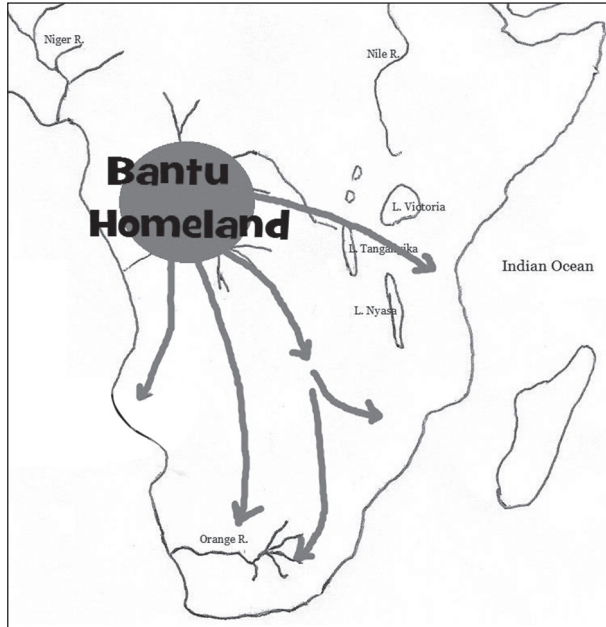 Niger R.
Nile R.
Bantu
Homeland
L. Victoria
L. Tanganyika
Indian Ocean
L. Nyasa
Orange R.